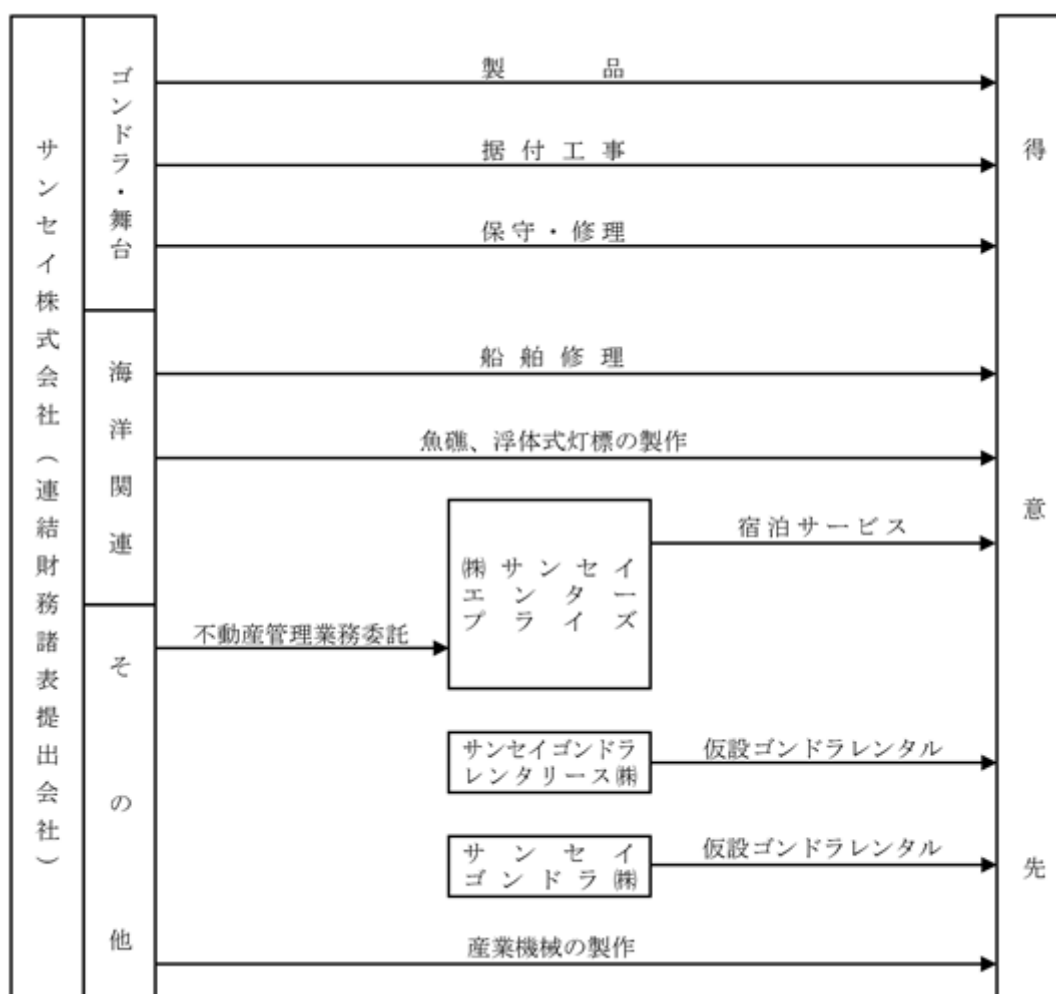 サンセイ株式会社（連結財務諸表提出会社）
ゴンドラ・舞台
製品
据付工事
保守・修理
海洋関連
船舶修理
魚礁、浮体式灯標の製作
㈱サンセイ
エンター
プライズ
宿泊サービス
その他
不動産管理業務委託
サンセイゴンドラ
レンタリース㈱
仮設ゴンドラレンタル
サンセイ
ゴンドラ㈱
仮設ゴンドラレンタル
産業機械の製作
得意先